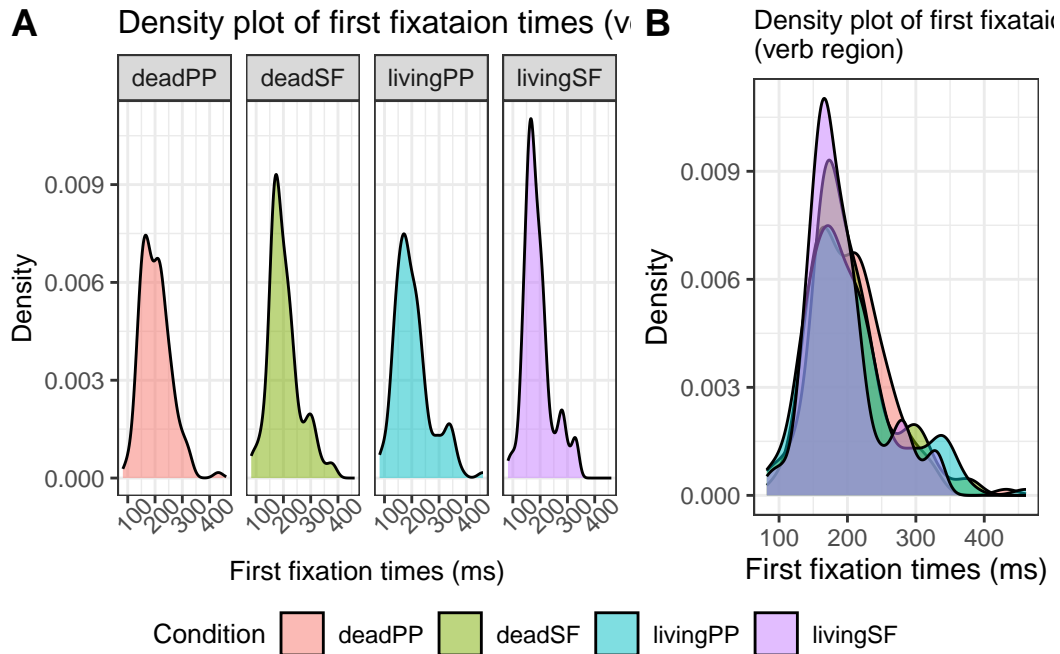 A
Density plot of first fixataion times (v
deadPP
deadSF
livingPP
livingSF
Density
0.009
0.006
0.003
0.000
100 200 300 400
100 200 300 400
100 200 300 400
100 200 300 400
First fixation times (ms)
B
Density plot of first fixataio
(verb region)
Density
0.009
0.006
0.003
0.000
100 200 300 400
First fixation times (ms)
Condition deadPP deadSF livingPP livingSF